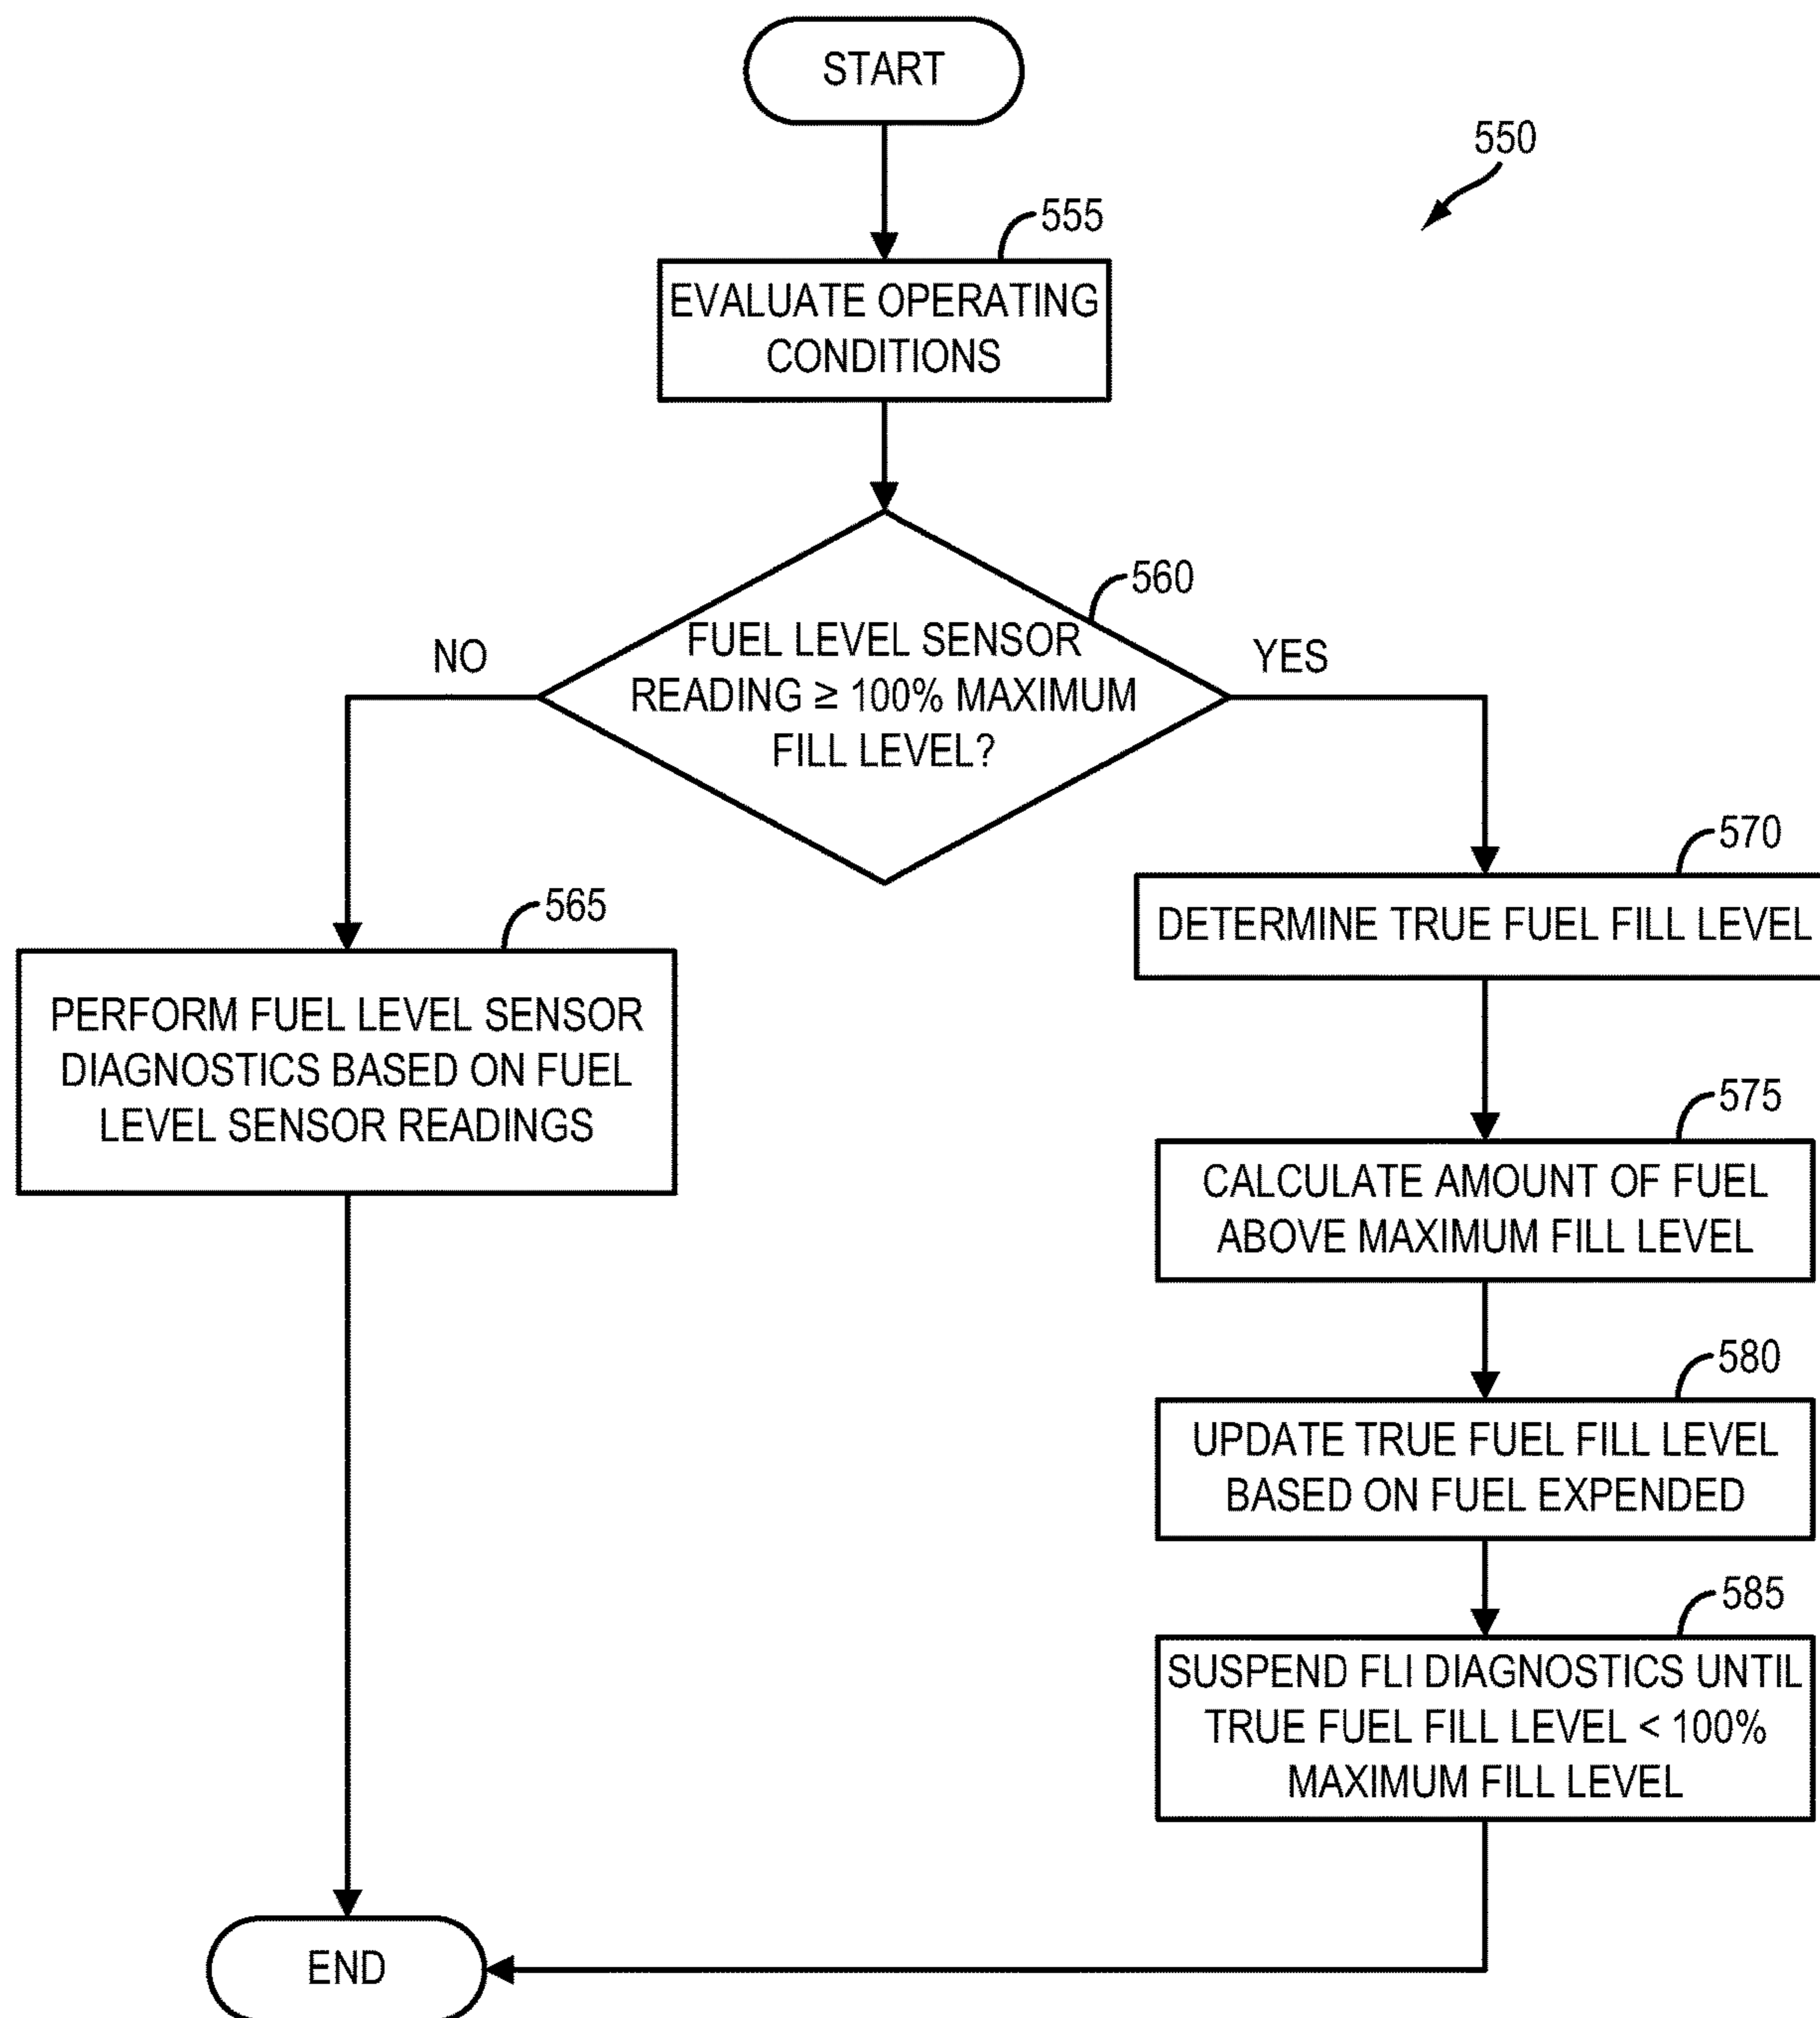 START
550
555
EVALUATE OPERATING
CONDITIONS
560
FUEL LEVEL SENSOR
READING ≥ 100% MAXIMUM
FILL LEVEL?
NO
YES
565
PERFORM FUEL LEVEL SENSOR
DIAGNOSTICS BASED ON FUEL
LEVEL SENSOR READINGS
570
DETERMINE TRUE FUEL FILL LEVEL
575
CALCULATE AMOUNT OF FUEL
ABOVE MAXIMUM FILL LEVEL
580
UPDATE TRUE FUEL FILL LEVEL
BASED ON FUEL EXPENDED
585
SUSPEND FLI DIAGNOSTICS UNTIL
TRUE FUEL FILL LEVEL < 100%
MAXIMUM FILL LEVEL
END